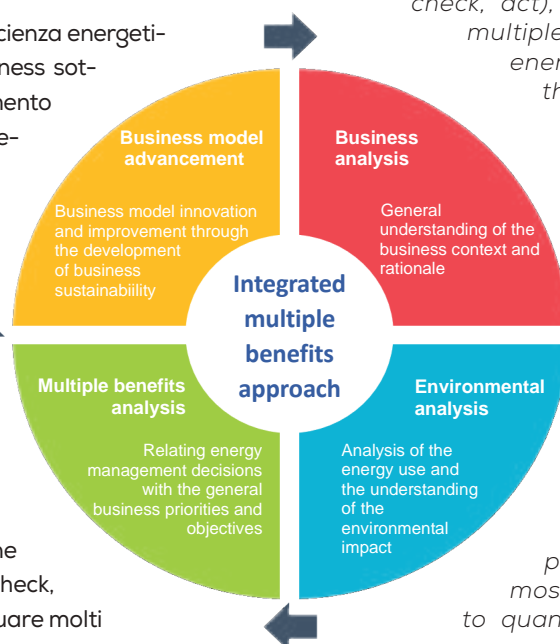 cienza energeti-
ness sot-
mento
e-
check, act),
multiple
ener
th
Business model
advancement
Business model innovation
and improvement through
the development
of business
sustainabiility
Business
analysis
General
understanding of the
business context and
rationale
Integrated
multiple
benefits
approach
Multiple benefits
analysis
Relating energy
management decisions
with the general
business priorities and
objectives
Environmental
analysis
Analysis of the
energy use and
the understanding
of the
environmental
impact
ne
heck,
uare molti
p
mos
to quan